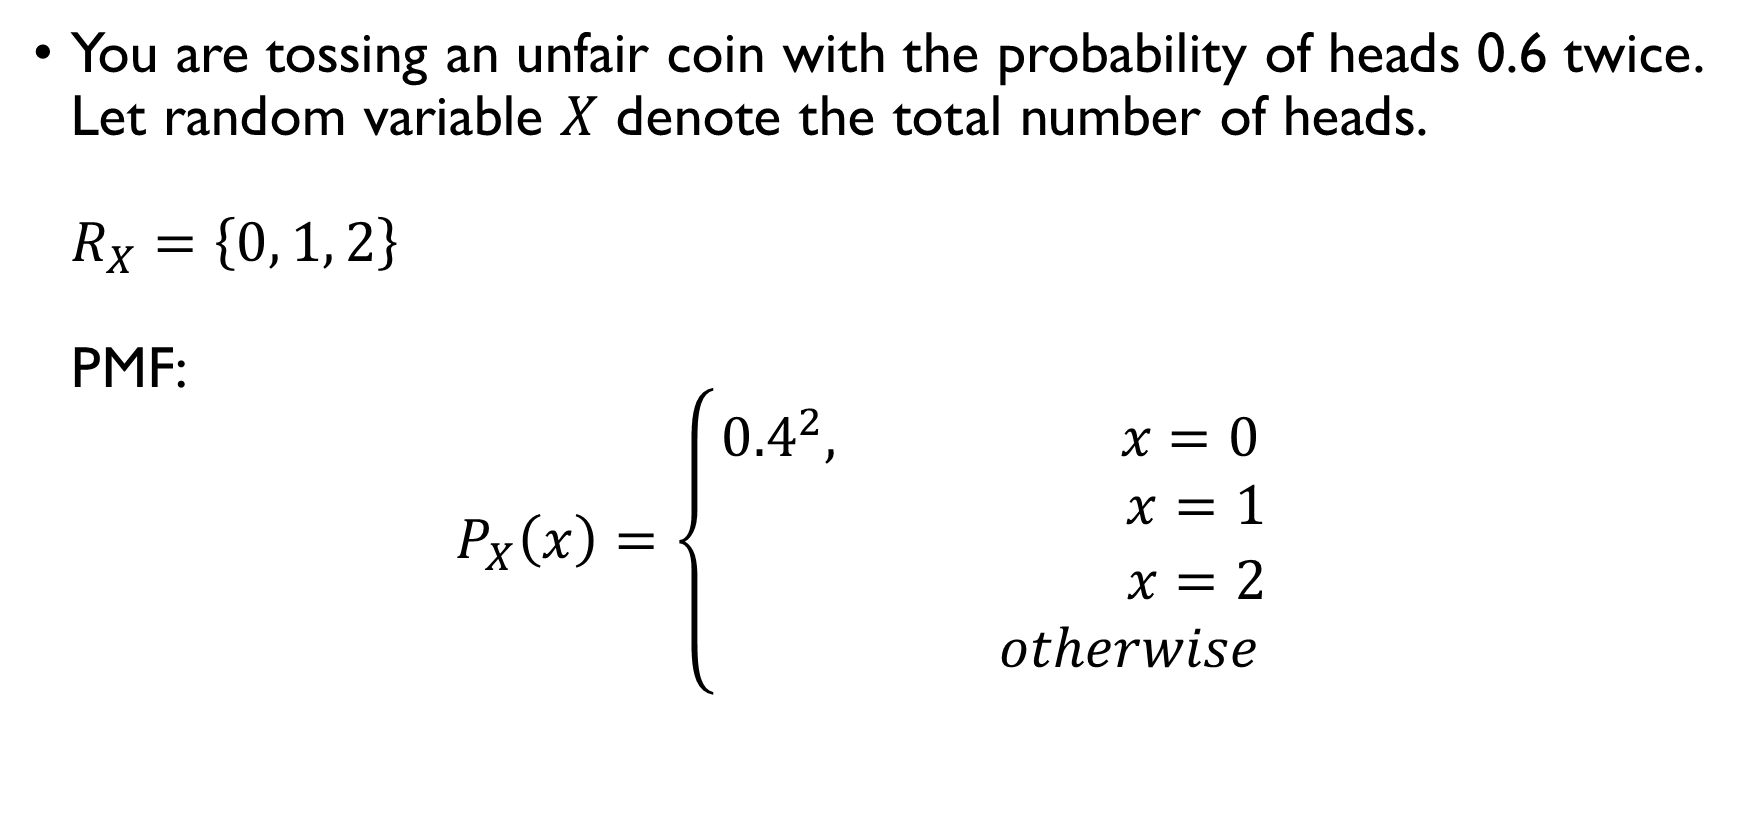 • You are tossing an unfair coin with the probability of heads 0.6 twice.
Let random variable X denote the total number of heads.
R_X = {0, 1, 2}
PMF:
P_X(x) = { 0.4², x = 0
x = 1
x = 2
otherwise